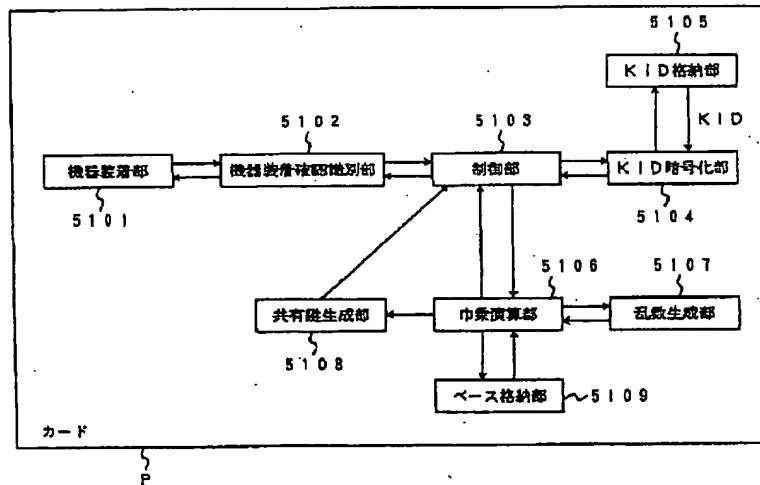 5105
KID格納部
KID
5102
5103
機器装着部
機器装着確認識別部
制御部
KID暗号化部
5101
5104
5106
5107
共有鍵生成部
巾乗演算部
乱数生成部
5108
ベース格納部
5109
カード
P